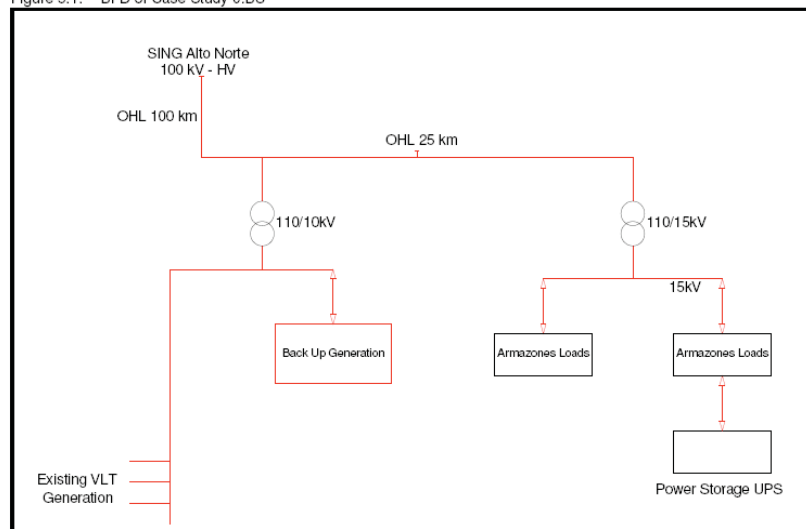 SING Alto Norte
100 kV - HV
OHL 100 km
OHL 25 km
110/10kV
110/15kV
15kV
Back Up Generation
Armazones Loads
Armazones Loads
Existing VLT
Generation
Power Storage UPS